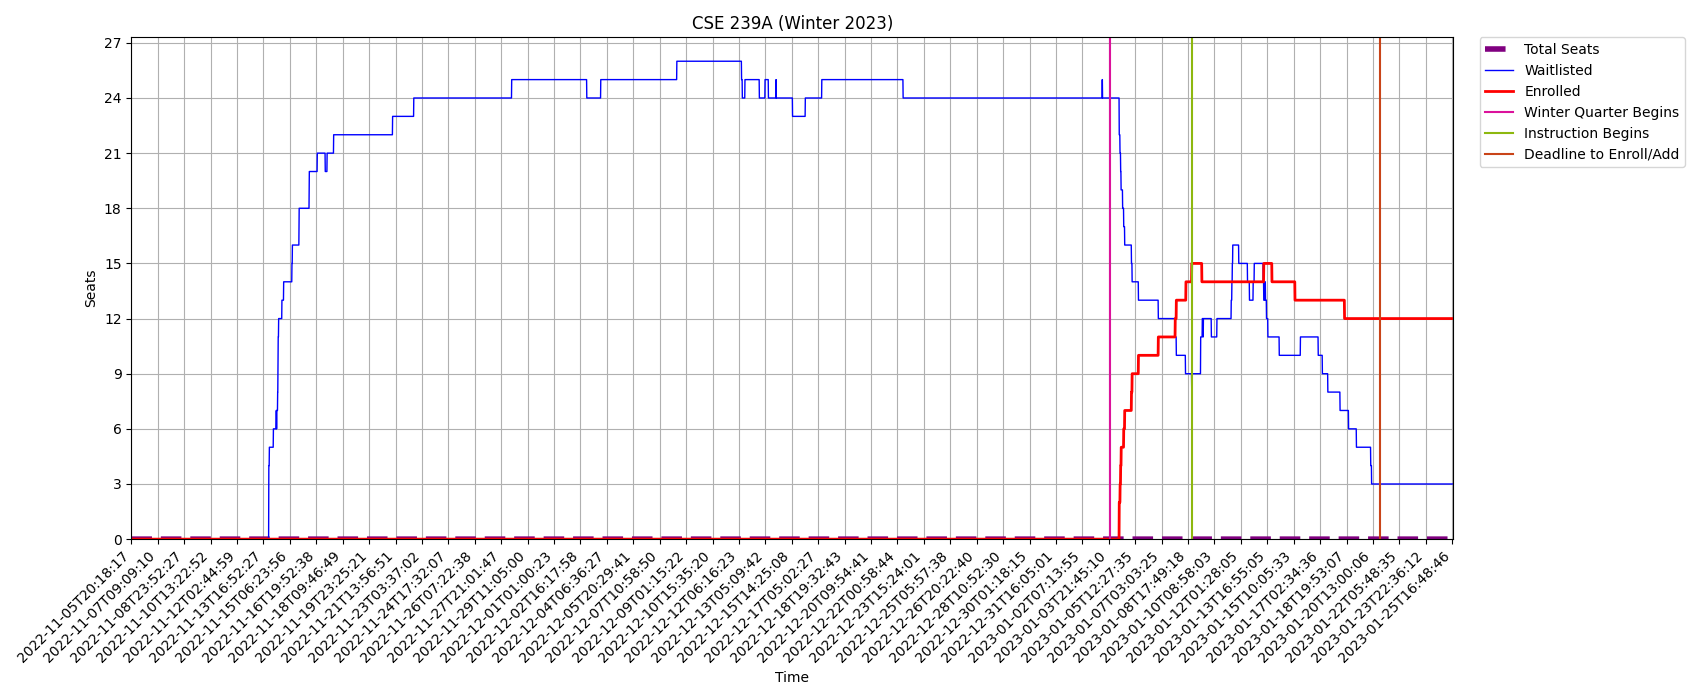 CSE 239A (Winter 2023)
27
24
21
18
15
12
9
6
3
0
Seats
2022-11-05T20:18:17
2022-11-07T09:09:10
2022-11-08T23:52:27
2022-11-10T13:22:52
2022-11-12T02:44:59
2022-11-13T16:52:27
2022-11-15T06:23:56
2022-11-16T19:52:38
2022-11-18T09:46:49
2022-11-19T23:25:21
2022-11-21T13:56:51
2022-11-23T03:37:02
2022-11-24T17:32:07
2022-11-26T07:22:38
2022-11-27T21:01:47
2022-11-29T11:05:00
2022-12-01T01:00:23
2022-12-02T16:17:58
2022-12-04T06:36:27
2022-12-05T20:29:41
2022-12-07T10:58:50
2022-12-09T01:15:22
2022-12-10T15:35:20
2022-12-12T06:16:23
2022-12-13T05:09:42
2022-12-15T14:25:08
2022-12-17T05:02:27
2022-12-18T19:32:43
2022-12-20T09:54:41
2022-12-22T00:58:44
2022-12-23T15:24:01
2022-12-25T05:57:38
2022-12-26T20:22:40
2022-12-28T10:52:30
2022-12-30T01:18:15
2022-12-31T16:05:01
2023-01-02T07:13:55
2023-01-03T21:45:10
2023-01-05T12:27:35
2023-01-07T03:03:25
2023-01-08T17:49:18
2023-01-10T08:58:03
2023-01-12T01:28:05
2023-01-13T16:55:05
2023-01-15T10:05:33
2023-01-17T02:34:36
2023-01-18T19:53:07
2023-01-20T13:00:06
2023-01-22T05:48:35
2023-01-23T22:36:12
2023-01-25T16:48:46
Time
Total Seats
Waitlisted
Enrolled
Winter Quarter Begins
Instruction Begins
Deadline to Enroll/Add